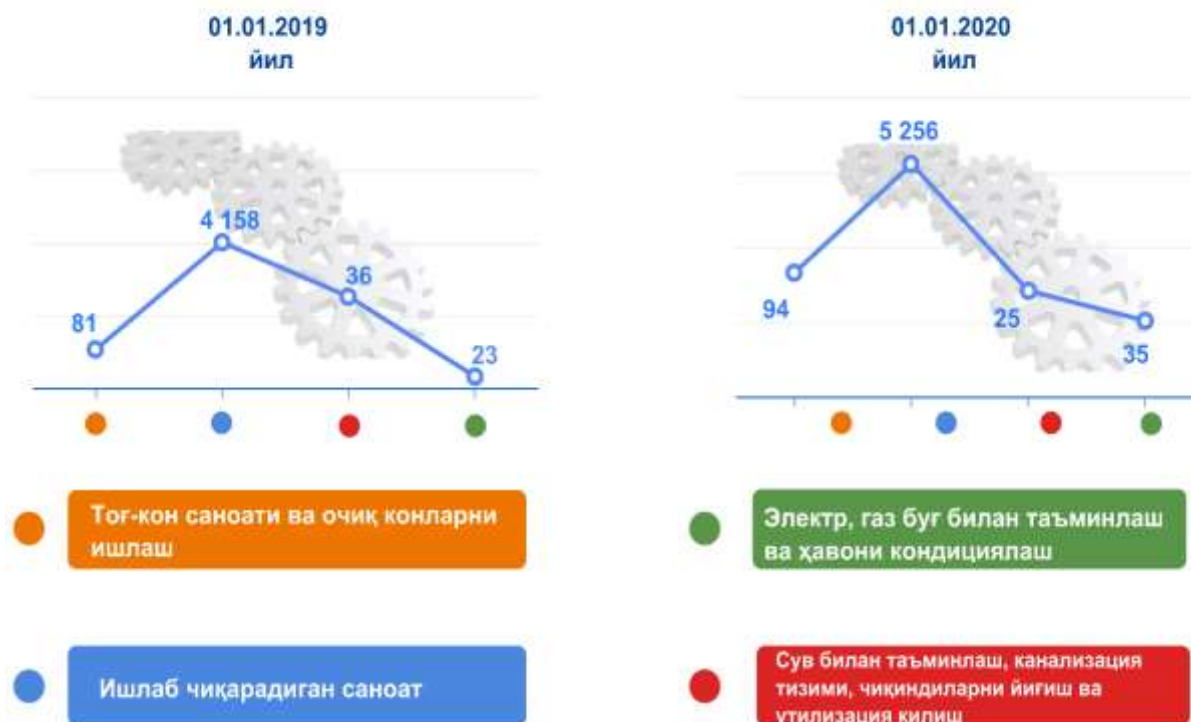 01.01.2019
йил
4 158
36
81
23
01.01.2020
йил
5 256
94
25
35
Тоғ-кон саноати ва очиқ конларни
ишлаш
Электр, газ буғ билан таъминлаш
ва ҳавони кондициялаш
Ишлаб чиқарадиган саноат
Сув билан таъминлаш, канализация
тизими, чиқиндиларни йиғиш ва
утилизация қилиш